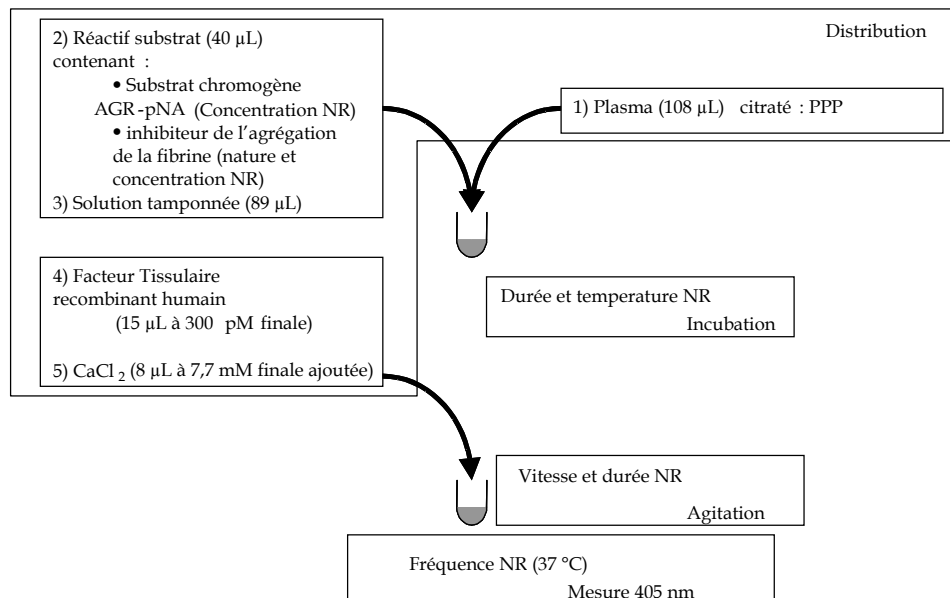 Distribution
2) Réactif substrat (40 µL)
contenant :
• Substrat chromogène
AGR-pNA (Concentration NR)
• inhibiteur de l'agrégation
de la fibrine (nature et
concentration NR)
3) Solution tamponnée (89 µL)
1) Plasma (108 µL) citraté : PPP
4) Facteur Tissulaire
recombinant humain
(15 µL à 300 pM finale)
5) CaCl2 (8 µL à 7,7 mM finale ajoutée)
Durée et temperature NR
Incubation
Vitesse et durée NR
Agitation
Fréquence NR (37 °C)
Mesure 405 nm